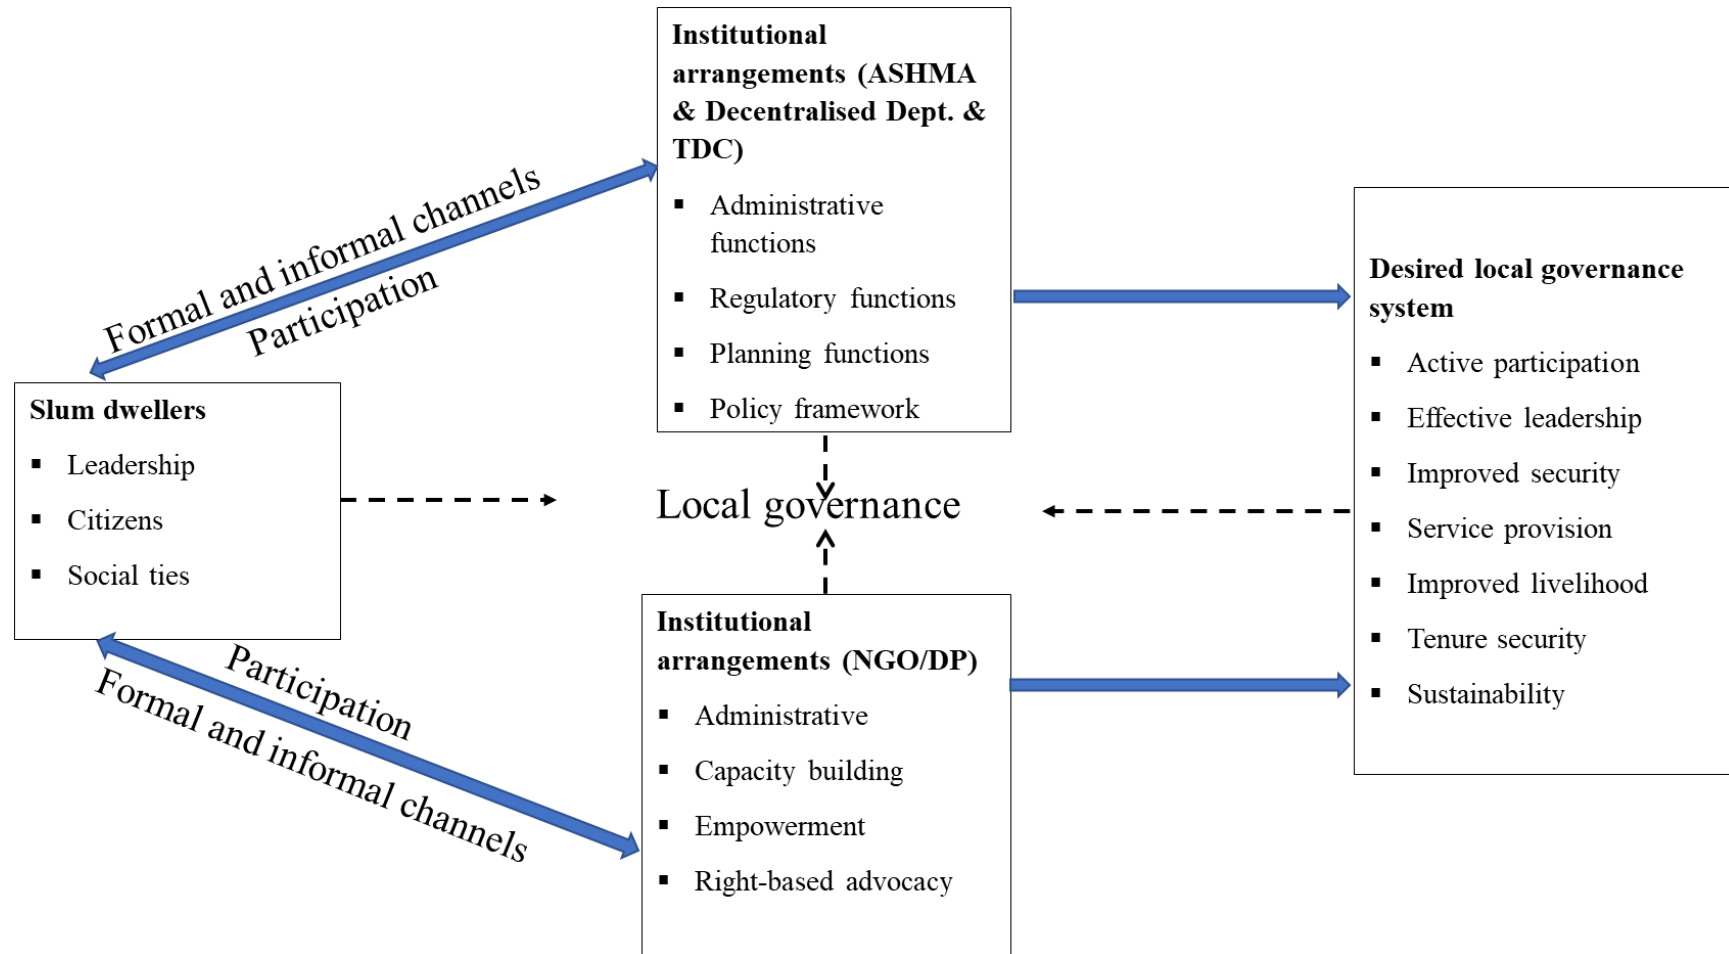 Institutional
arrangements (ASHMA
& Decentralised Dept. &
TDC)
▪ Administrative
functions
▪ Regulatory functions
▪ Planning functions
▪ Policy framework
Formal and informal channels
Participation
Slum dwellers
▪ Leadership
▪ Citizens
▪ Social ties
Local governance
Participation
Formal and informal channels
Institutional
arrangements (NGO/DP)
▪ Administrative
▪ Capacity building
▪ Empowerment
▪ Right-based advocacy
Desired local governance
system
▪ Active participation
▪ Effective leadership
▪ Improved security
▪ Service provision
▪ Improved livelihood
▪ Tenure security
▪ Sustainability